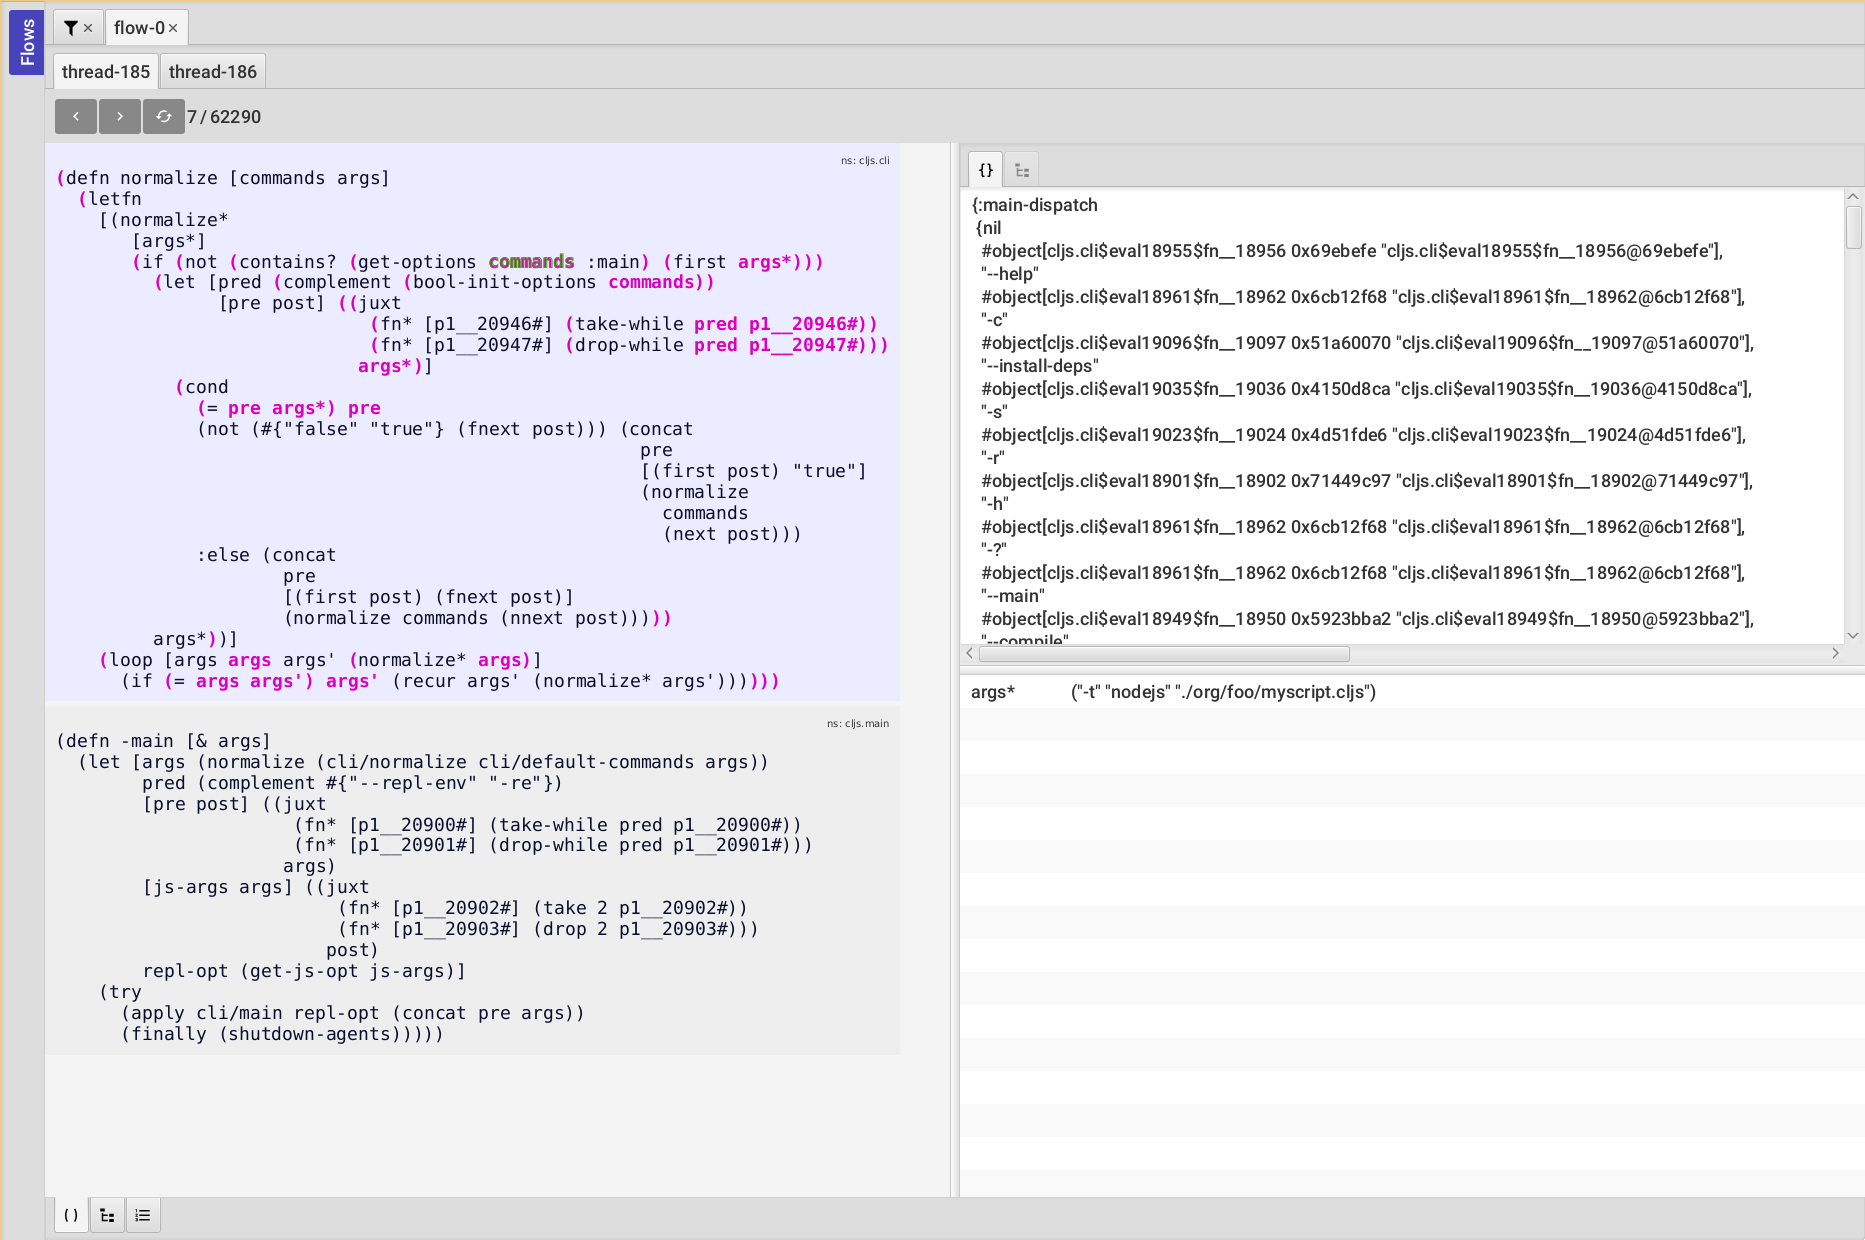 Flows
flow-0
thread-185 thread-186
7 / 62290
ns: cljs.cli
(defn normalize [commands args]
  (letfn
    [(normalize*
       [args*]
       (if (not (contains? (get-options commands :main) (first args*)))
         (let [pred (complement (bool-init-options commands))
               [pre post] ((juxt
                             (fn* [p1__20946#] (take-while pred p1__20946#))
                             (fn* [p1__20947#] (drop-while pred p1__20947#)))
                            args*)]
           (cond
             (= pre args*) pre
             (not (#{"false" "true"} (fnext post))) (concat
                                                      pre
                                                      [(first post) "true"]
                                                      (normalize
                                                        commands
                                                        (next post)))
             :else (concat
                     pre
                     [(first post) (fnext post)]
                     (normalize commands (nnext post)))))
         args*))]
    (loop [args args args' (normalize* args)]
      (if (= args args') args' (recur args' (normalize* args'))))))
ns: cljs.main
(defn -main [& args]
  (let [args (normalize (cli/normalize cli/default-commands args))
        pred (complement #{"--repl-env" "-re"})
        [pre post] ((juxt
                      (fn* [p1__20900#] (take-while pred p1__20900#))
                      (fn* [p1__20901#] (drop-while pred p1__20901#)))
                     args)
        [js-args args] ((juxt
                          (fn* [p1__20902#] (take 2 p1__20902#))
                          (fn* [p1__20903#] (drop 2 p1__20903#)))
                         post)
        repl-opt (get-js-opt js-args)]
    (try
      (apply cli/main repl-opt (concat pre args))
      (finally (shutdown-agents)))))
()
{}
{:main-dispatch
 {nil
  #object[cljs.cli$eval18955$fn__18956 0x69ebefe "cljs.cli$eval18955$fn__18956@69ebefe"],
  "--help"
  #object[cljs.cli$eval18961$fn__18962 0x6cb12f68 "cljs.cli$eval18961$fn__18962@6cb12f68"],
  "-c"
  #object[cljs.cli$eval19096$fn__19097 0x51a60070 "cljs.cli$eval19096$fn__19097@51a60070"],
  "--install-deps"
  #object[cljs.cli$eval19035$fn__19036 0x4150d8ca "cljs.cli$eval19035$fn__19036@4150d8ca"],
  "-s"
  #object[cljs.cli$eval19023$fn__19024 0x4d51fde6 "cljs.cli$eval19023$fn__19024@4d51fde6"],
  "-r"
  #object[cljs.cli$eval18901$fn__18902 0x71449c97 "cljs.cli$eval18901$fn__18902@71449c97"],
  "-h"
  #object[cljs.cli$eval18961$fn__18962 0x6cb12f68 "cljs.cli$eval18961$fn__18962@6cb12f68"],
  "-?"
  #object[cljs.cli$eval18961$fn__18962 0x6cb12f68 "cljs.cli$eval18961$fn__18962@6cb12f68"],
  "--main"
  #object[cljs.cli$eval18949$fn__18950 0x5923bba2 "cljs.cli$eval18949$fn__18950@5923bba2"],
  "--compile"
args* ("-t" "nodejs" "./org/foo/myscript.cljs")